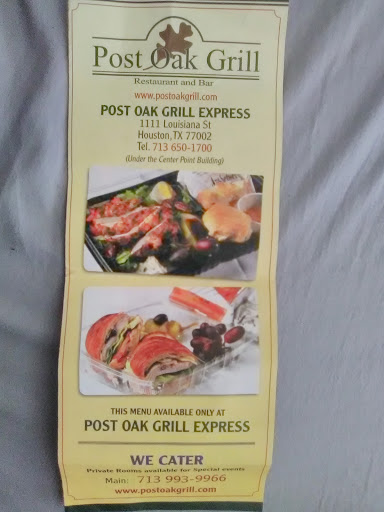 Post Oak Grill
Restaurant and Bar
www.postoakgrill.com
POST OAK GRILL EXPRESS
1111 Louisiana St
Houston,TX 77002
Tel. 713 650-1700
(Under the Center Point Building)
THIS MENU AVAILABLE ONLY AT
POST OAK GRILL EXPRESS
WE CATER
Private Rooms available for Special events
Main: 713 993-9966
www.postoakgrill.com